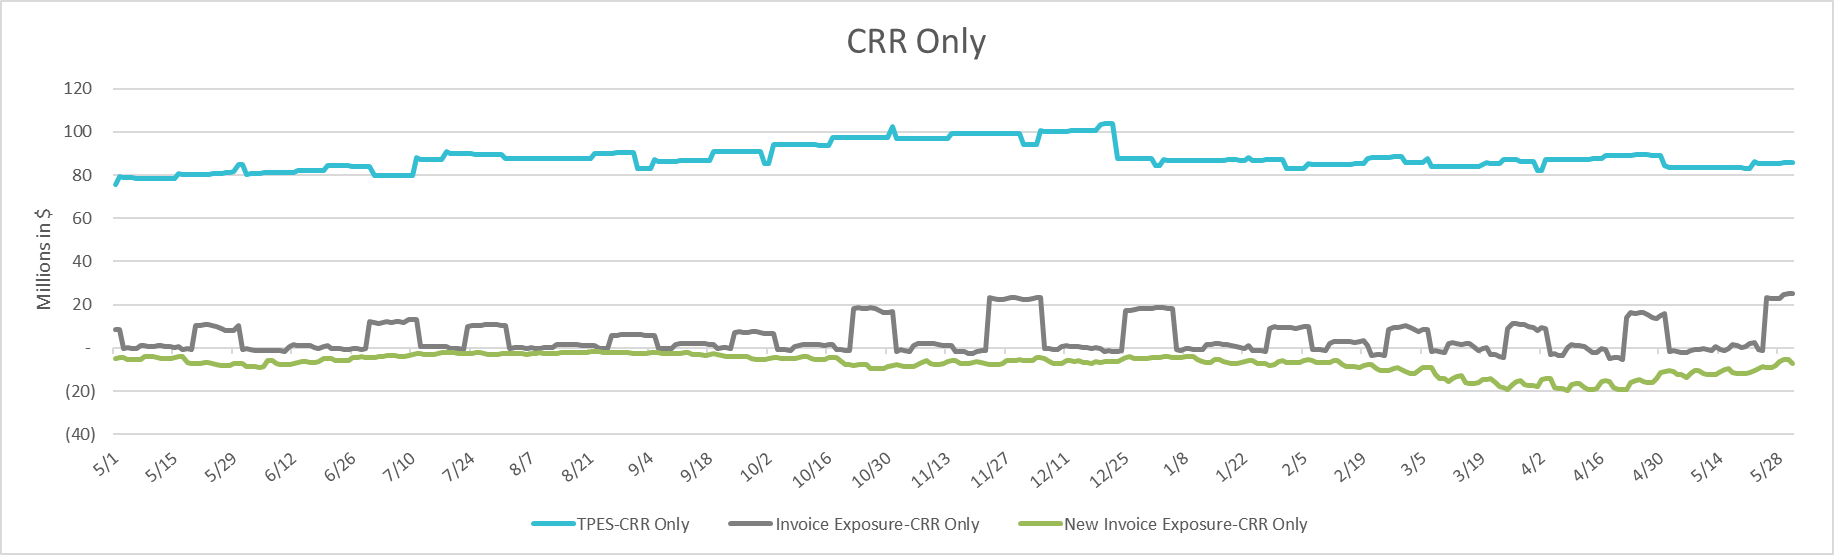 CRR Only
Millions in $
120
100
80
60
40
20
-
(20)
(40)
5/1 5/15 5/29 6/12 6/26 7/10 7/24 8/7 8/21 9/4 9/18 10/2 10/16 10/30 11/13 11/27 12/11 12/25 1/8 1/22 2/5 2/19 3/5 3/19 4/2 4/16 4/30 5/14 5/28
TPES-CRR Only Invoice Exposure-CRR Only New Invoice Exposure-CRR Only